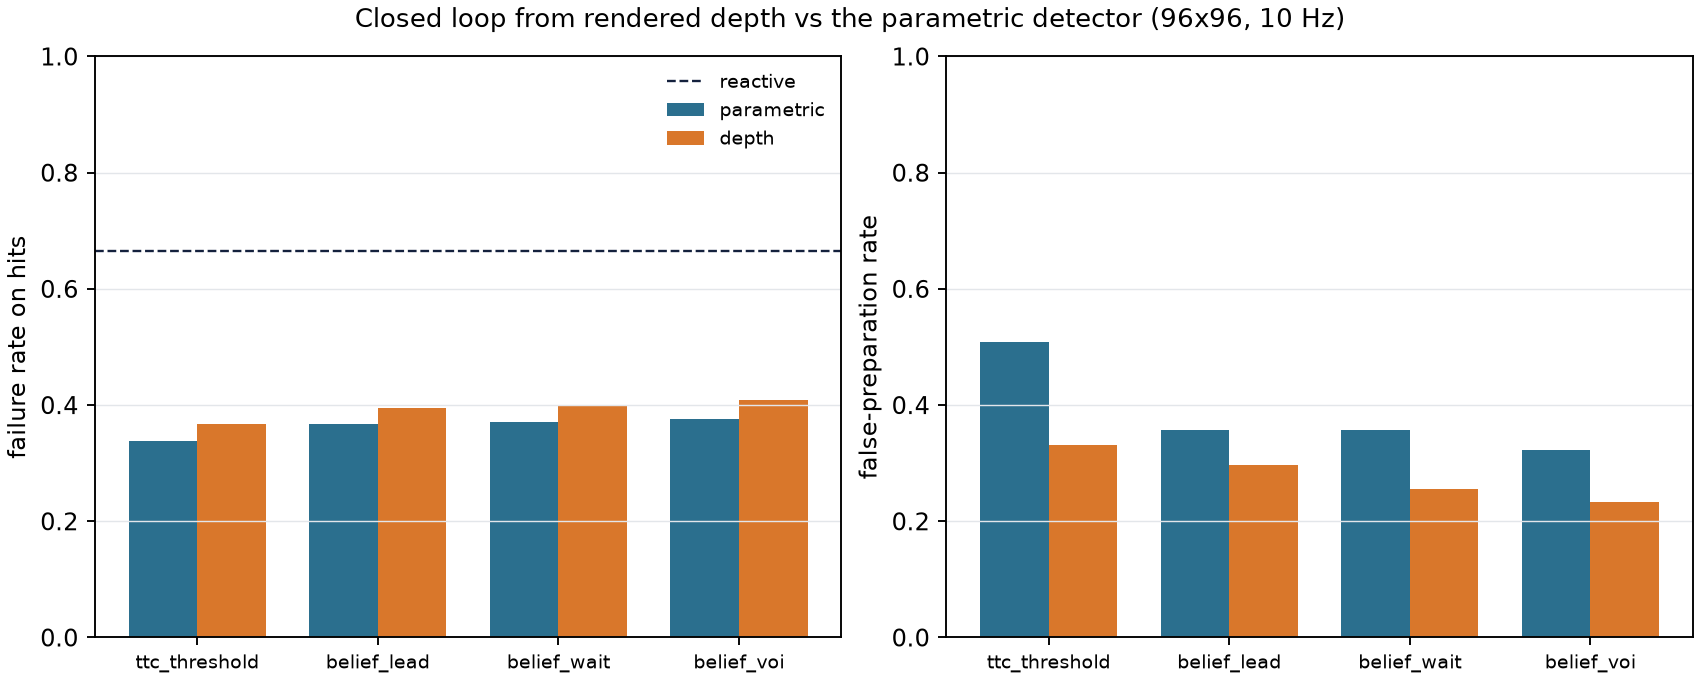 Closed loop from rendered depth vs the parametric detector (96x96, 10 Hz)
failure rate on hits
1.0
0.8
0.6
0.4
0.2
0.0
reactive
parametric
depth
ttc_threshold
belief_lead
belief_wait
belief_voi
false-preparation rate
1.0
0.8
0.6
0.4
0.2
0.0
ttc_threshold
belief_lead
belief_wait
belief_voi